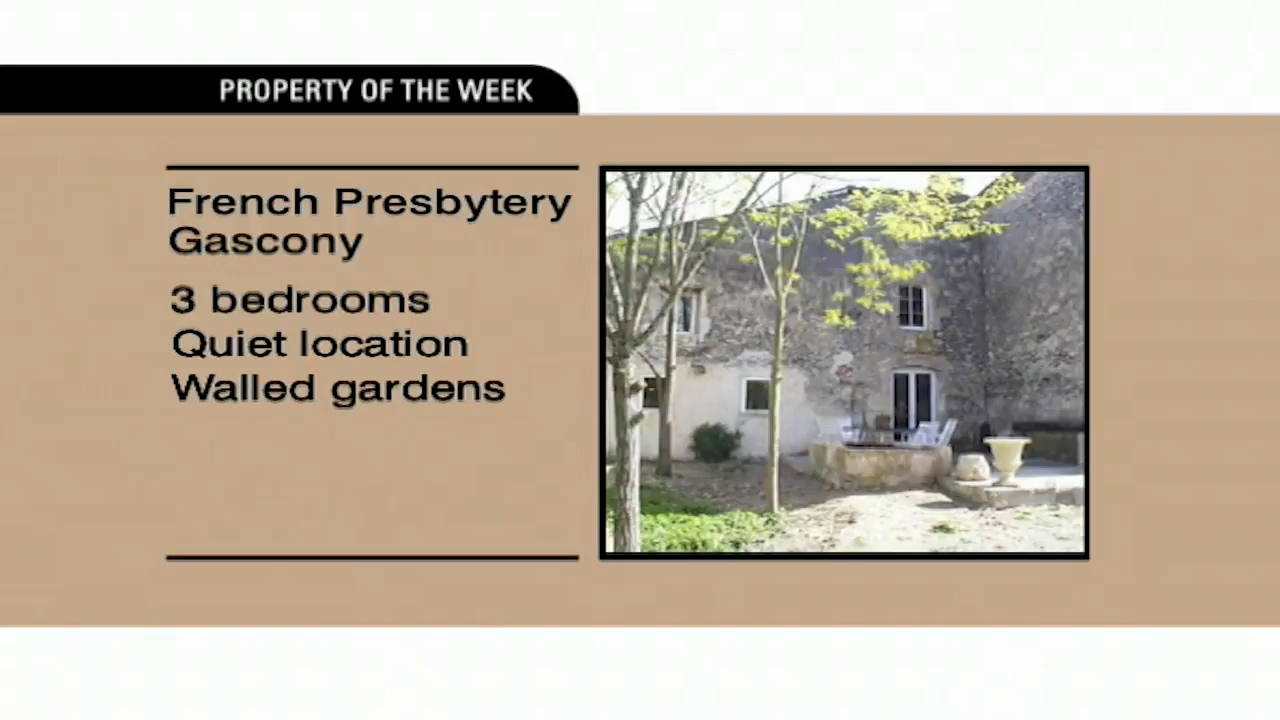 PROPERTY OF THE WEEK
French Presbytery
Gascony
3 bedrooms
Quiet location
Walled gardens